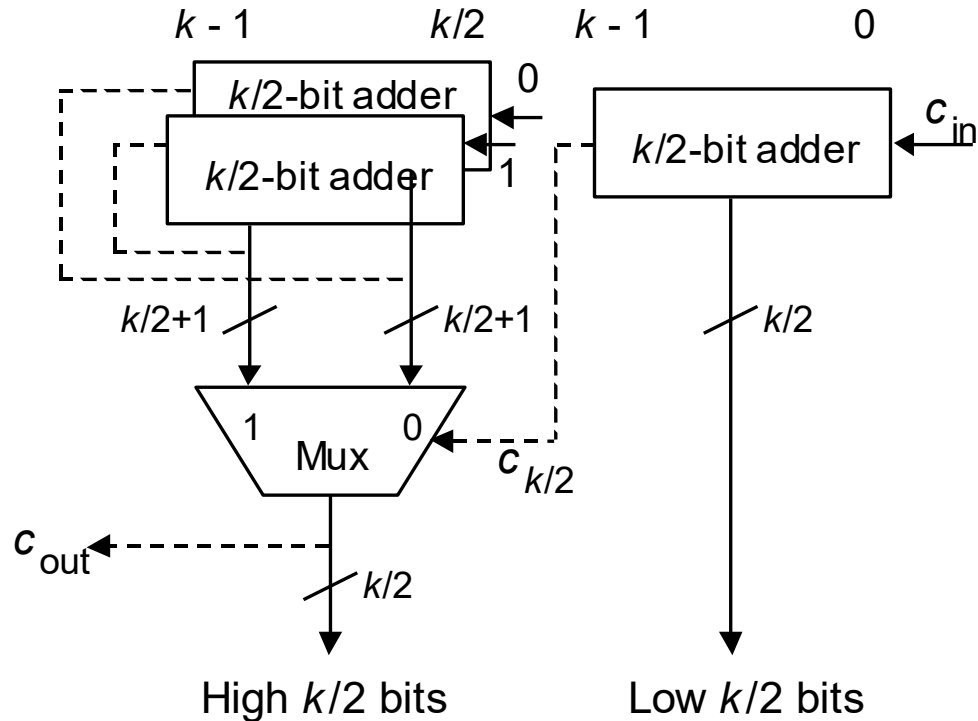 k - 1 k/2 k - 1 0
k/2-bit adder 0
k/2-bit adder 1
k/2-bit adder c_in
k/2+1 k/2+1 k/2
1 0
Mux
c_k/2
c_out
k/2
High k/2 bits Low k/2 bits